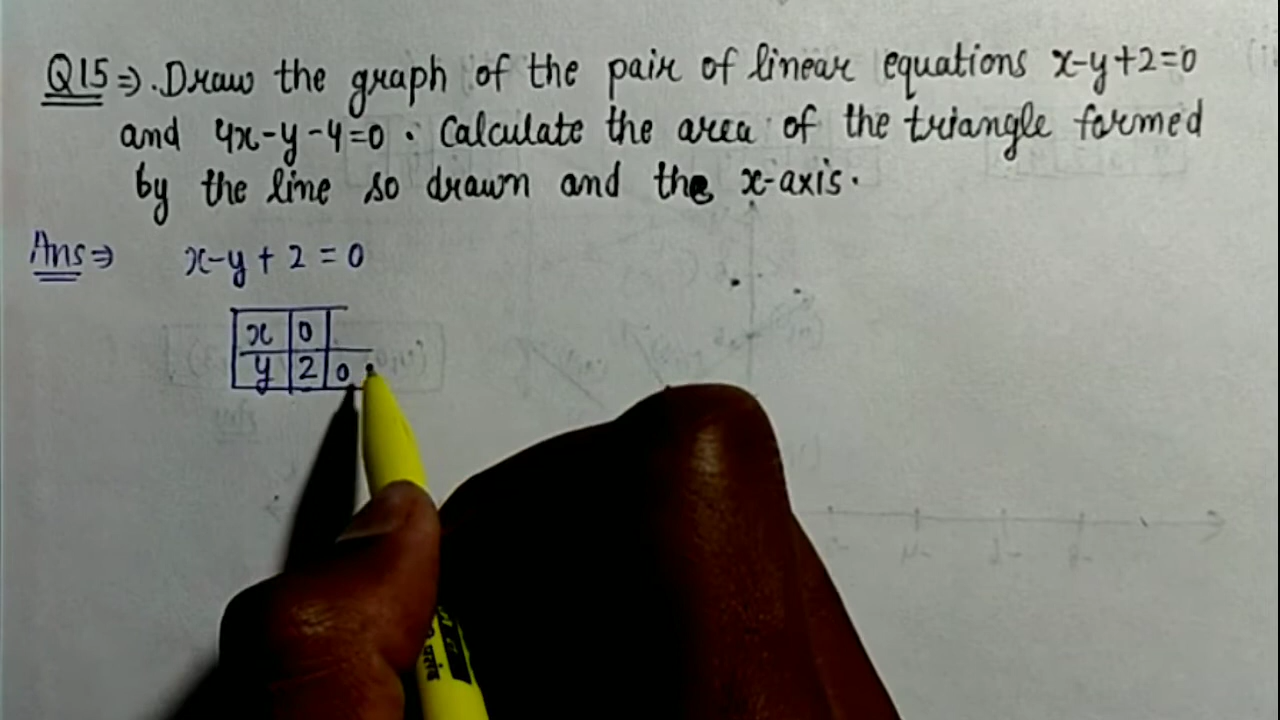 Q15⇒.Draw the graph of the pair of linear equations x-y+2=0
and 4x-y-4=0. Calculate the area of the triangle formed
by the line so drawn and the x-axis.
Ans⇒ x-y+2=0
x 0
y 2 0